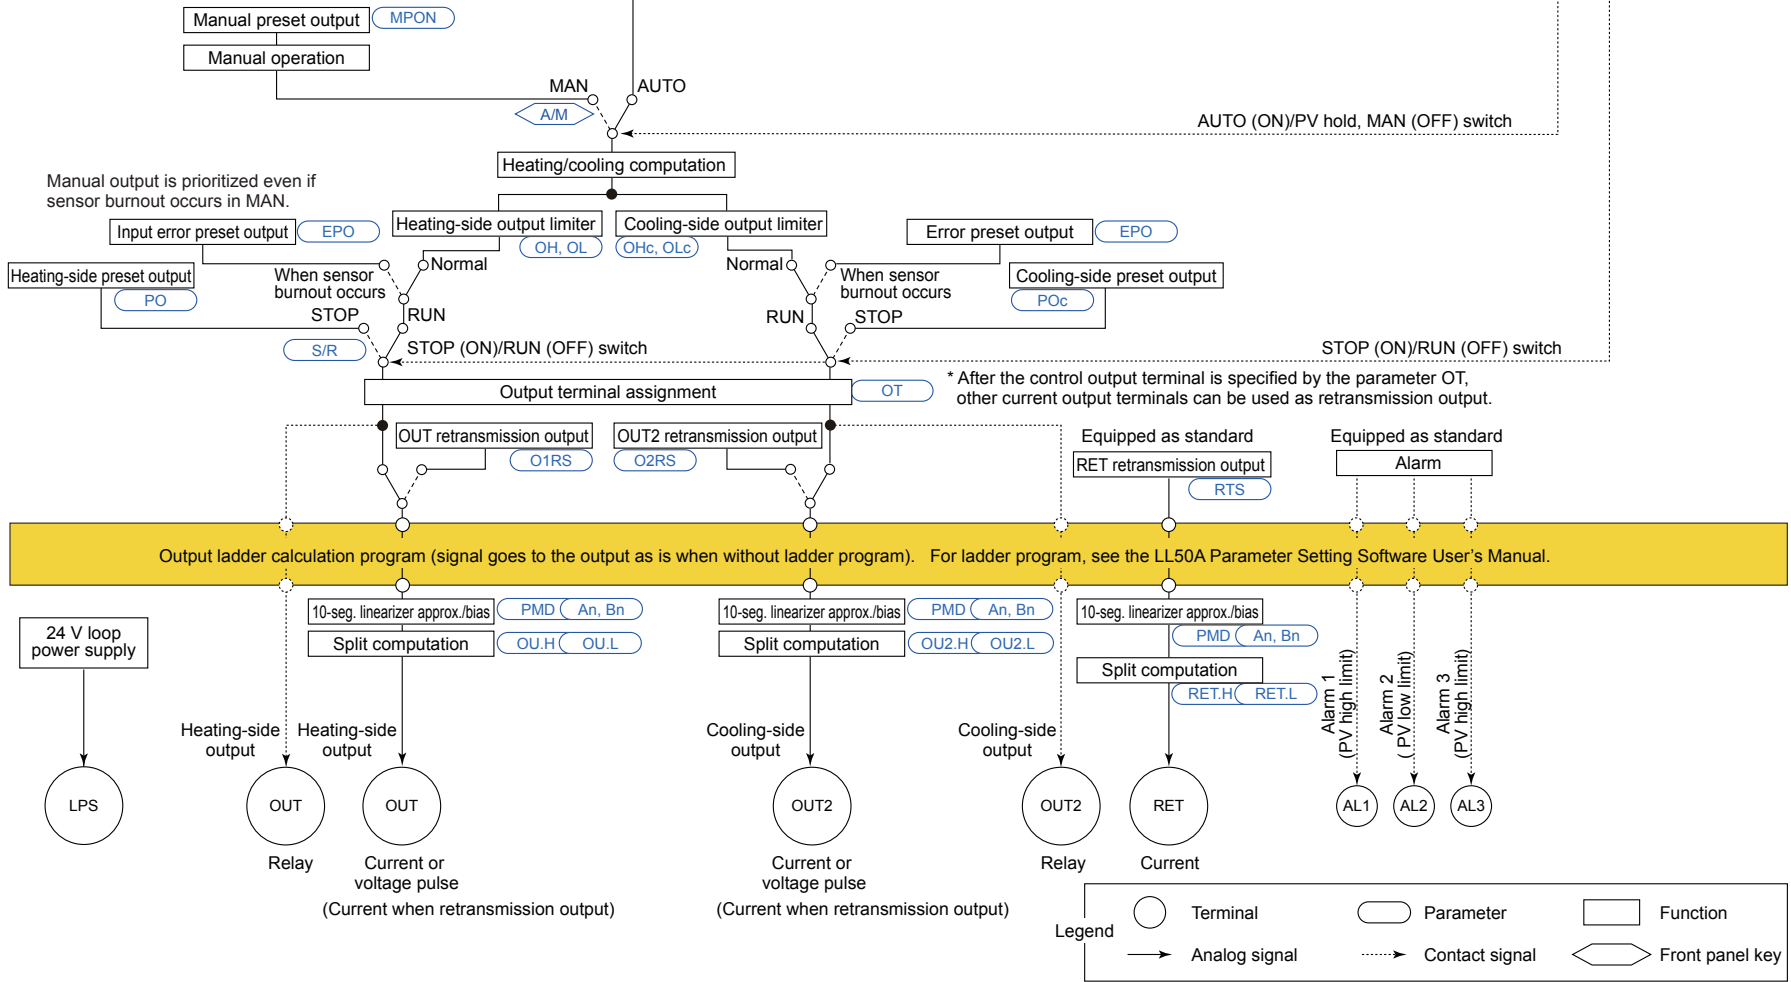 Manual preset output
MPON
Manual operation
MAN
AUTO
A/M
AUTO (ON)/PV hold, MAN (OFF) switch
Heating/cooling computation
Manual output is prioritized even if
sensor burnout occurs in MAN.
Input error preset output
EPO
Heating-side output limiter
OH, OL
Cooling-side output limiter
OHc, OLc
Error preset output
EPO
Heating-side preset output
PO
When sensor
burnout occurs
Normal
Normal
When sensor
burnout occurs
Cooling-side preset output
POc
STOP
RUN
RUN
STOP
S/R
STOP (ON)/RUN (OFF) switch
STOP (ON)/RUN (OFF) switch
Output terminal assignment
OT
* After the control output terminal is specified by the parameter OT,
other current output terminals can be used as retransmission output.
OUT retransmission output
O1RS
OUT2 retransmission output
O2RS
Equipped as standard
RET retransmission output
RTS
Equipped as standard
Alarm
Output ladder calculation program (signal goes to the output as is when without ladder program). For ladder program, see the LL50A Parameter Setting Software User's Manual.
24 V loop
power supply
10-seg. linearizer approx./bias
PMD
An, Bn
Split computation
OU.H
OU.L
10-seg. linearizer approx./bias
PMD
An, Bn
Split computation
OU2.H
OU2.L
10-seg. linearizer approx./bias
PMD
An, Bn
Split computation
RET.H
RET.L
Alarm 1
(PV high limit)
Alarm 2
( PV low limit)
Alarm 3
(PV high limit)
Heating-side
output
Heating-side
output
Cooling-side
output
Cooling-side
output
LPS
OUT
OUT
OUT2
OUT2
RET
AL1
AL2
AL3
Relay
Current or
voltage pulse
(Current when retransmission output)
Current or
voltage pulse
(Current when retransmission output)
Relay
Current
Legend
Terminal
Parameter
Function
Analog signal
Contact signal
Front panel key